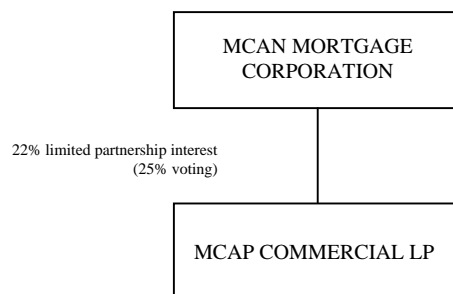 MCAN MORTGAGE
CORPORATION
22% limited partnership interest
(25% voting)
MCAP COMMERCIAL LP